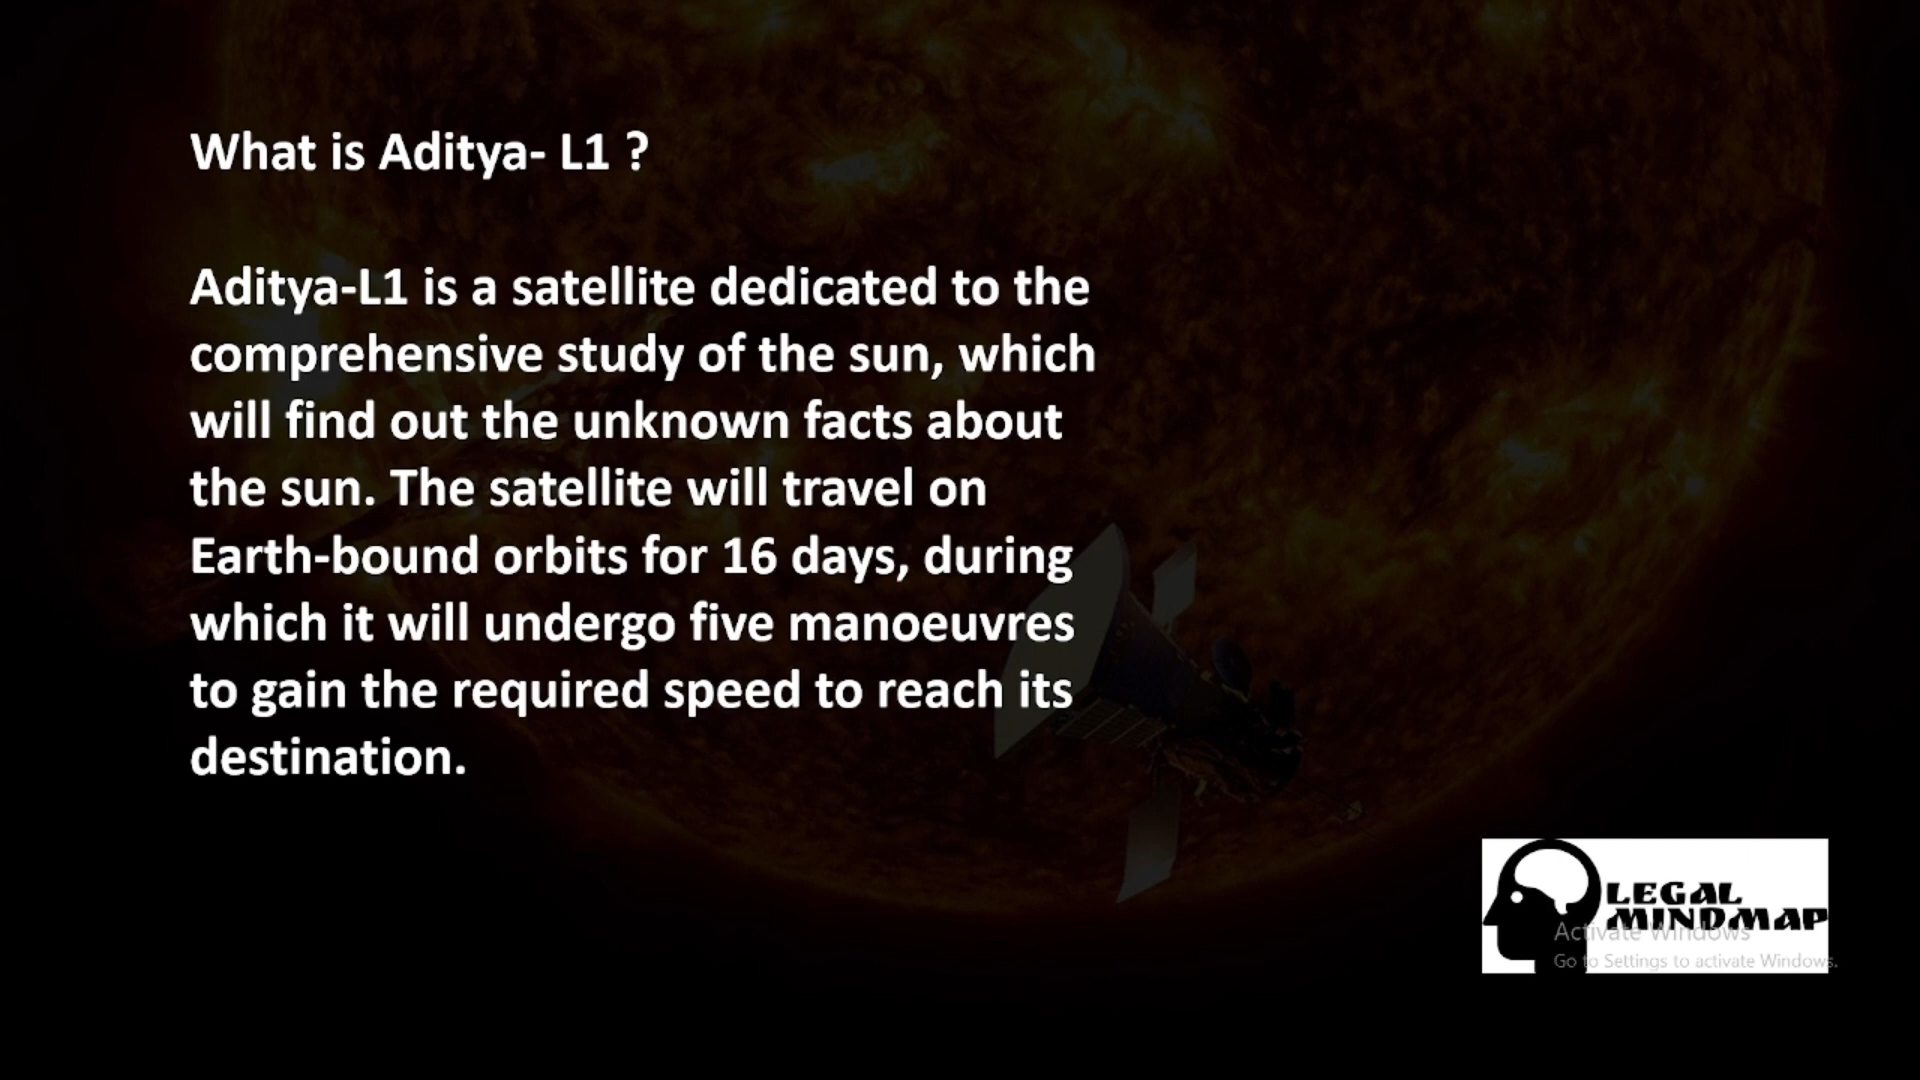 What is Aditya- L1 ?
Aditya-L1 is a satellite dedicated to the
comprehensive study of the sun, which
will find out the unknown facts about
the sun. The satellite will travel on
Earth-bound orbits for 16 days, during
which it will undergo five manoeuvres
to gain the required speed to reach its
destination.
LEGAL
MINDMAP
Activate Windows
Go to Settings to activate Windows.